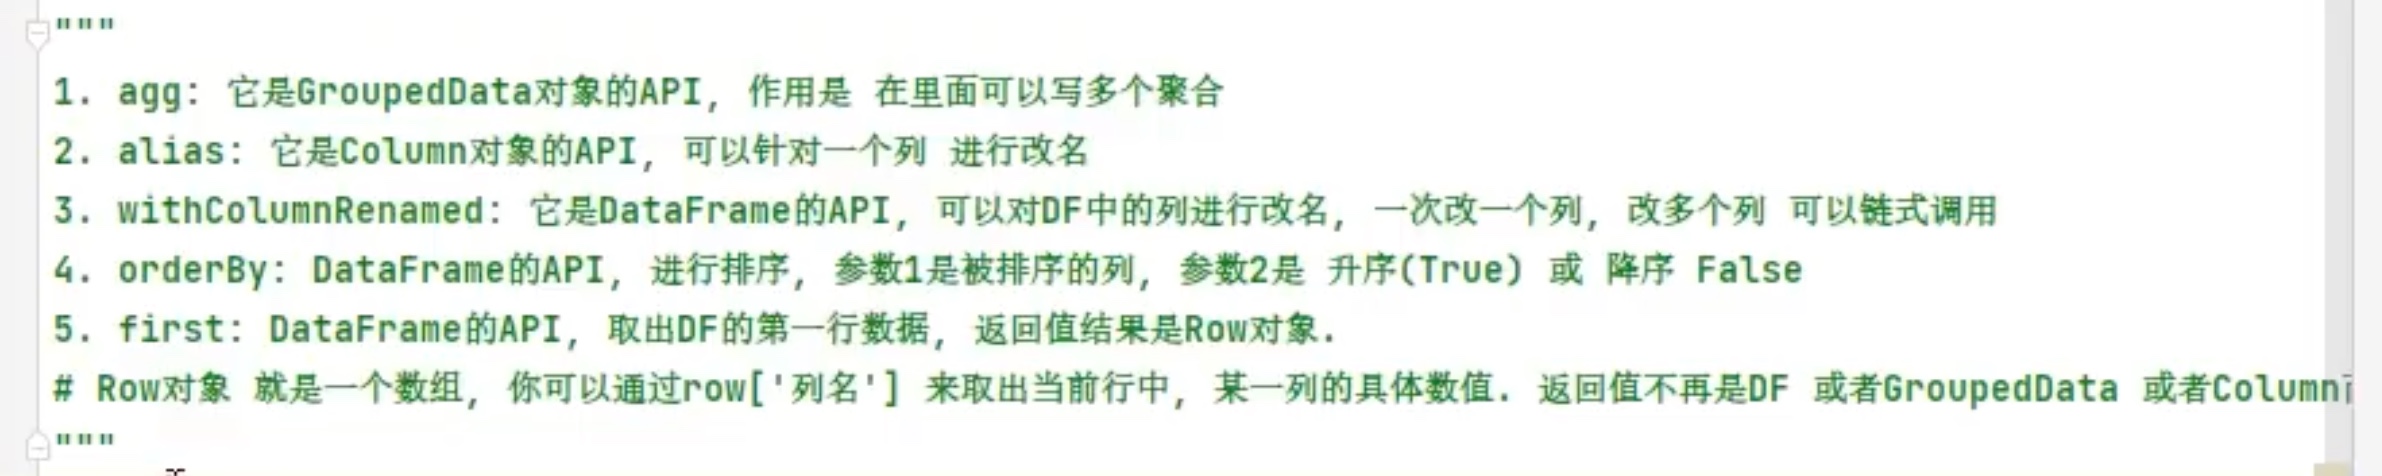 """
1. agg: 它是GroupedData对象的API, 作用是 在里面可以写多个聚合
2. alias: 它是Column对象的API, 可以针对一个列 进行改名
3. withColumnRenamed: 它是DataFrame的API, 可以对DF中的列进行改名, 一次改一个列, 改多个列 可以链式调用
4. orderBy: DataFrame的API, 进行排序, 参数1是被排序的列, 参数2是 升序(True) 或 降序 False
5. first: DataFrame的API, 取出DF的第一行数据, 返回值结果是Row对象.
# Row对象 就是一个数组, 你可以通过row['列名'] 来取出当前行中, 某一列的具体数值. 返回值不再是DF 或者GroupedData 或者Column
"""